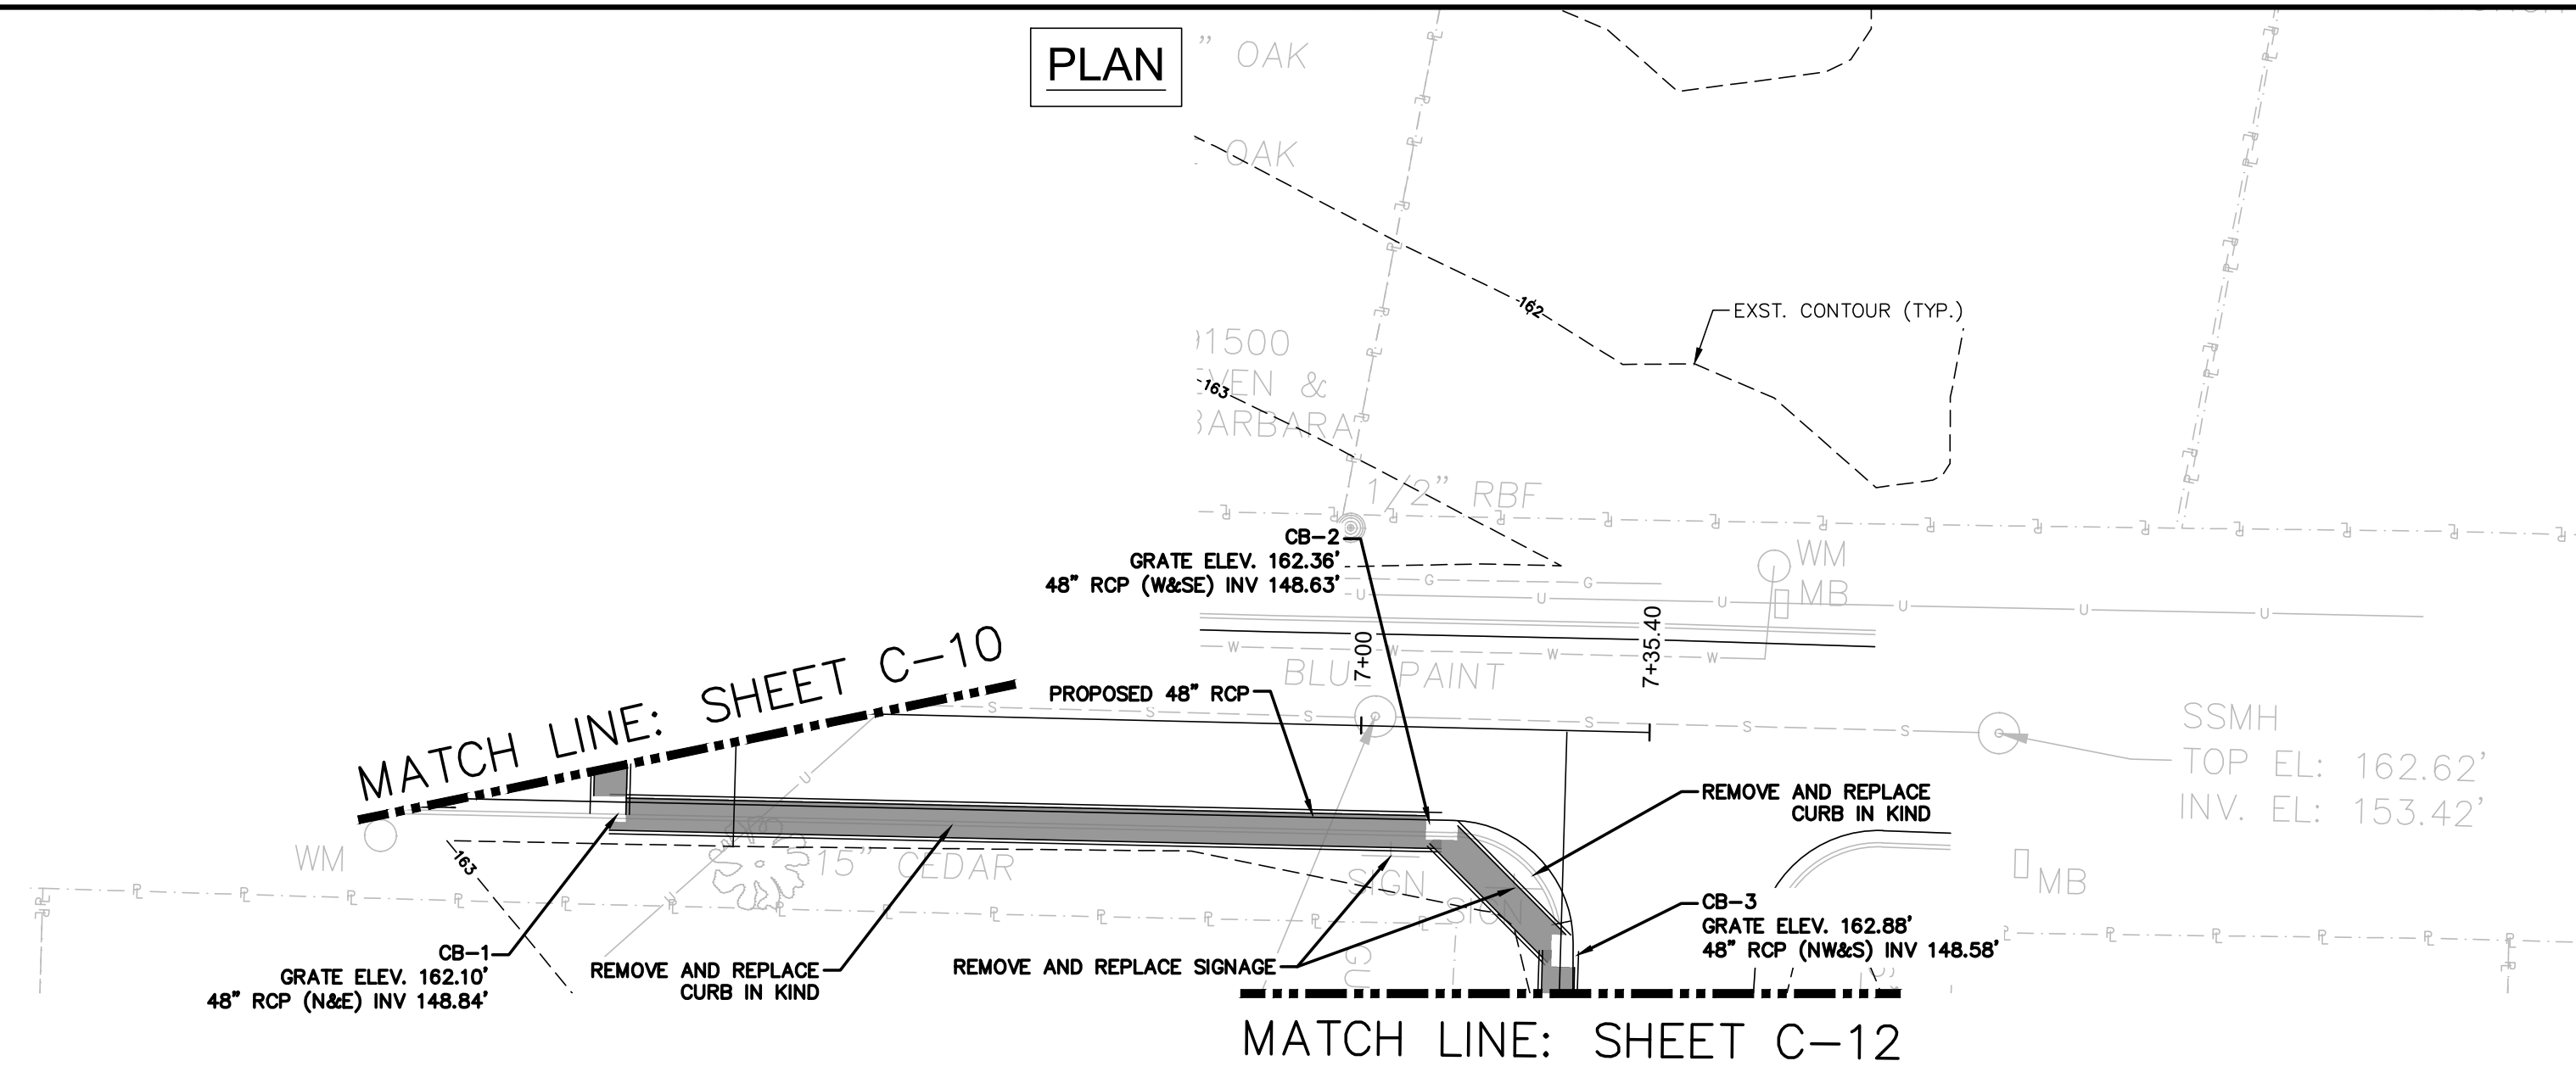 PLAN
" OAK
OAK
162
EXST. CONTOUR (TYP.)
91500
EVEN &
BARBARA
163
1/2" RBF
CB-2
GRATE ELEV. 162.36'
48" RCP (W&SE) INV 148.63'
WM
MB
G
G
U
U
U
U
U
U
W
W
W
W
7+00
7+35.40
BLU PAINT
PROPOSED 48" RCP
MATCH LINE: SHEET C-10
S
S
S
S
S
S
SSMH
TOP EL: 162.62'
INV. EL: 153.42'
REMOVE AND REPLACE
CURB IN KIND
WM
163
U
U
15" CEDAR
SIGN
SIGN
MB
CB-3
GRATE ELEV. 162.88'
48" RCP (NW&S) INV 148.58'
CB-1
GRATE ELEV. 162.10'
48" RCP (N&E) INV 148.84'
REMOVE AND REPLACE
CURB IN KIND
REMOVE AND REPLACE SIGNAGE
GU
MATCH LINE: SHEET C-12